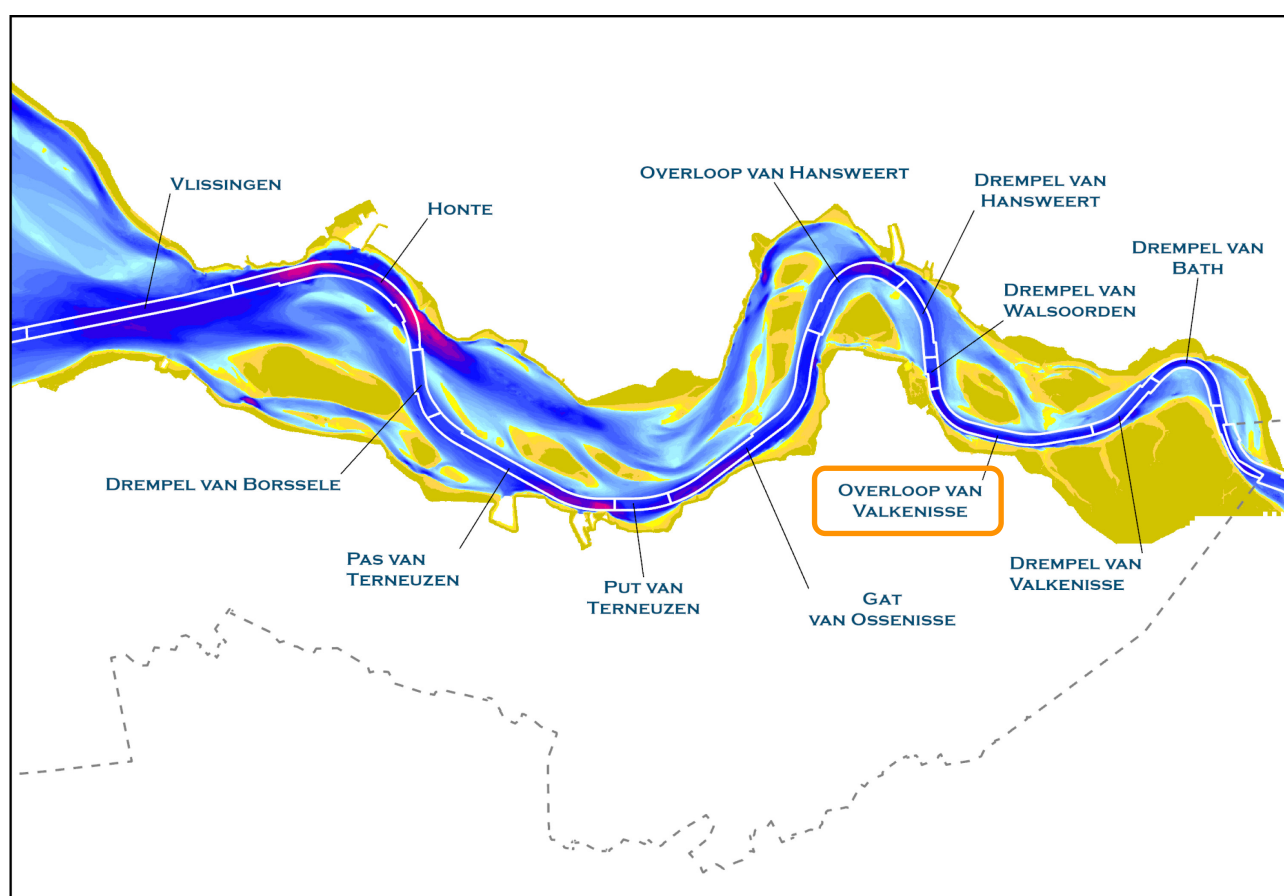 Vlissingen
Honte
Overloop van Hansweert
Drempel van
Hansweert
Drempel van
Bath
Drempel van
Walsoorden
Drempel van Borssele
Overloop van
Valkenisse
Pas van
Terneuzen
Put van
Terneuzen
Gat
van Ossenisse
Drempel van
Valkenisse